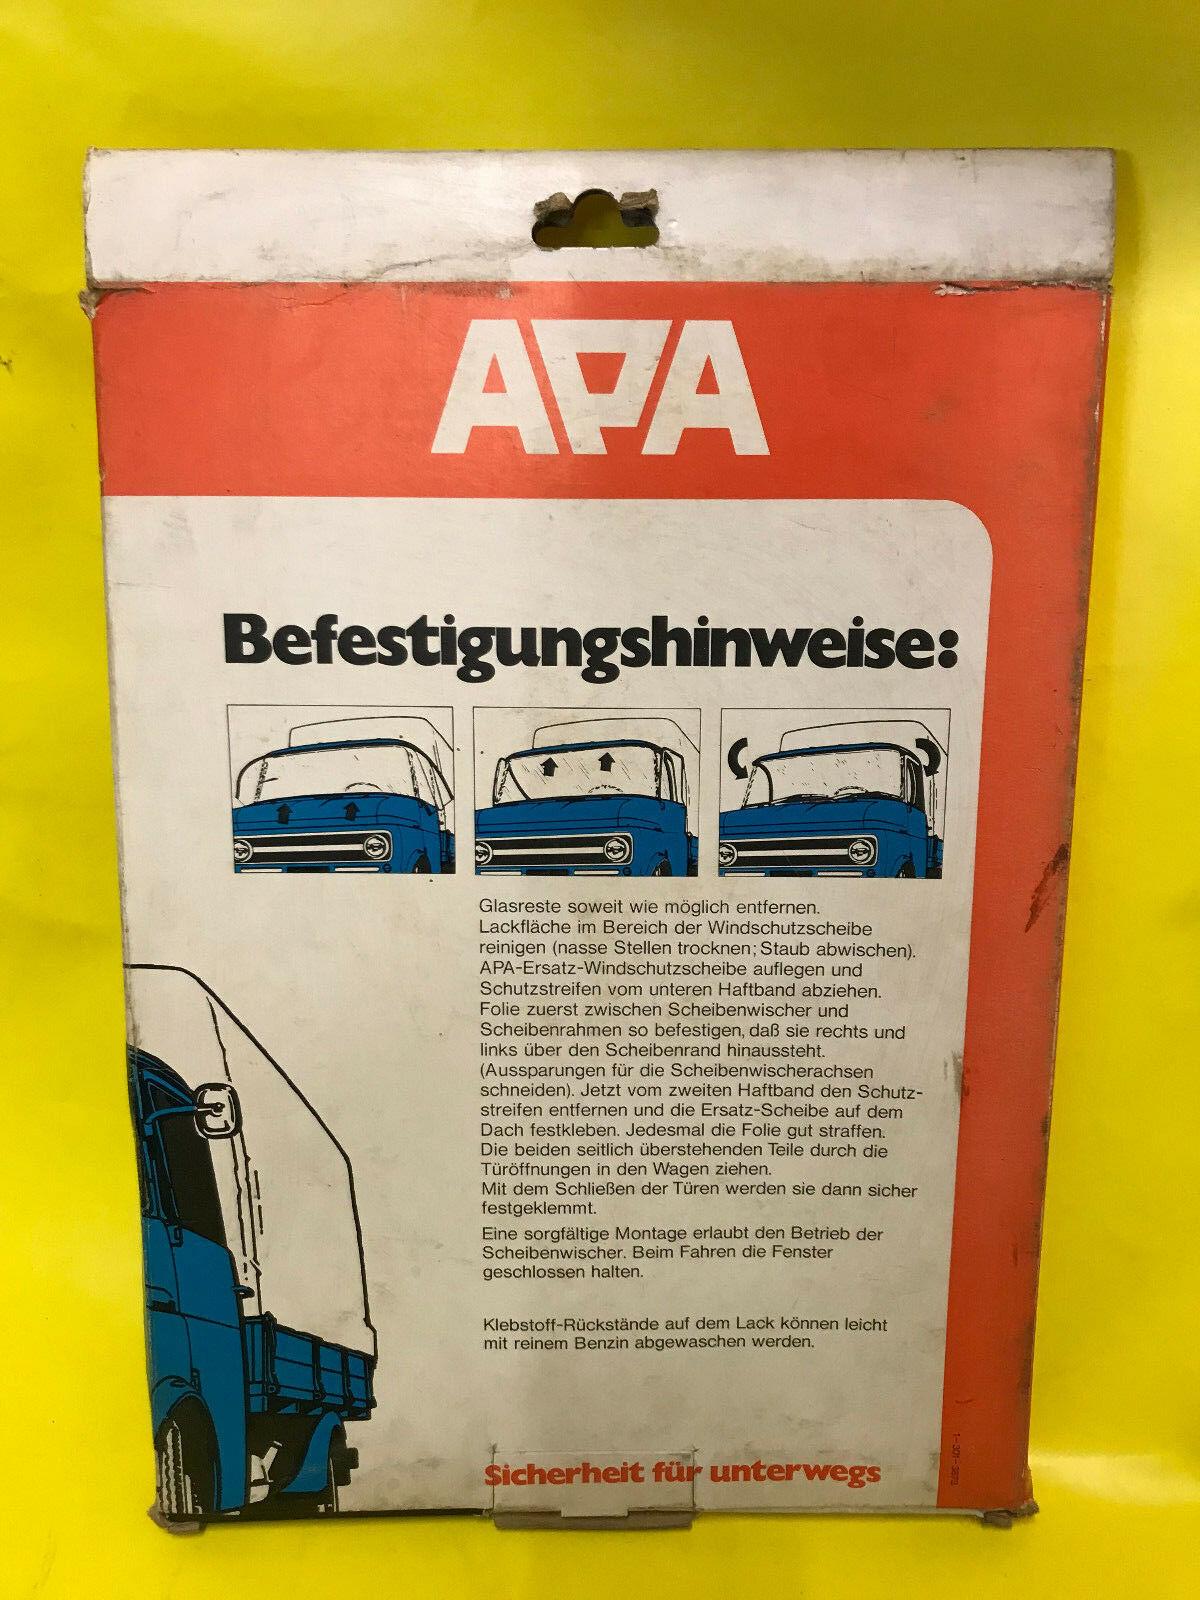 APA
Befestigungshinweise:
Glasreste soweit wie möglich entfernen.
Lackfläche im Bereich der Windschutzscheibe
reinigen (nasse Stellen trocknen; Staub abwischen).
APA-Ersatz-Windschutzscheibe auflegen und
Schutzstreifen vom unteren Haftband abziehen.
Folie zuerst zwischen Scheibenwischer und
Scheibenrahmen so befestigen, daß sie rechts und
links über den Scheibenrand hinaussteht.
(Aussparungen für die Scheibenwischerachsen
schneiden). Jetzt vom zweiten Haftband den Schutz-
streifen entfernen und die Ersatz-Scheibe auf dem
Dach festkleben. Jedesmal die Folie gut straffen.
Die beiden seitlich überstehenden Teile durch die
Türöffnungen in den Wagen ziehen.
Mit dem Schließen der Türen werden sie dann sicher
festgeklemmt.
Eine sorgfältige Montage erlaubt den Betrieb der
Scheibenwischer. Beim Fahren die Fenster
geschlossen halten.
Klebstoff-Rückstände auf dem Lack können leicht
mit reinem Benzin abgewaschen werden.
Sicherheit für unterwegs